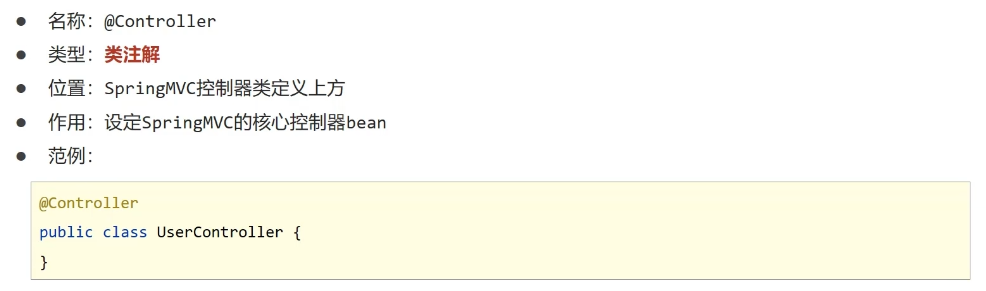 ● 名称：@Controller
● 类型：类注解
● 位置：SpringMVC控制器类定义上方
● 作用：设定SpringMVC的核心控制器bean
● 范例：
@Controller
public class UserController {
}